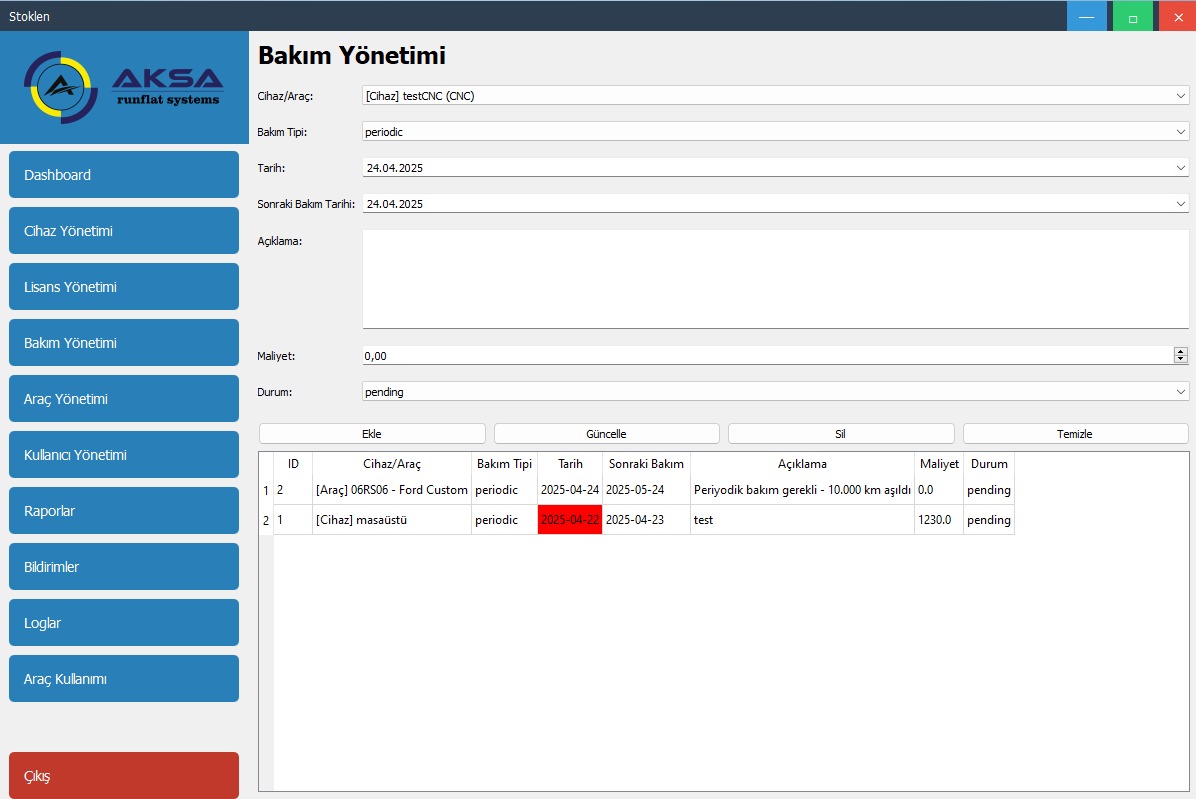 Stoklen
AKSA
runflat systems
Dashboard
Cihaz Yönetimi
Lisans Yönetimi
Bakım Yönetimi
Araç Yönetimi
Kullanıcı Yönetimi
Raporlar
Bildirimler
Loglar
Araç Kullanımı
Çıkış
Bakım Yönetimi
Cihaz/Araç: [Cihaz] testCNC (CNC)
Bakım Tipi: periodic
Tarih: 24.04.2025
Sonraki Bakım Tarihi: 24.04.2025
Açıklama:
Maliyet: 0,00
Durum: pending
Ekle Güncelle Sil Temizle
ID Cihaz/Araç Bakım Tipi Tarih Sonraki Bakım Açıklama Maliyet Durum
1 2 [Araç] 06RS06 - Ford Custom periodic 2025-04-24 2025-05-24 Periyodik bakım gerekli - 10.000 km aşıldı 0.0 pending
2 1 [Cihaz] masaüstü periodic 2025-04-22 2025-04-23 test 1230.0 pending